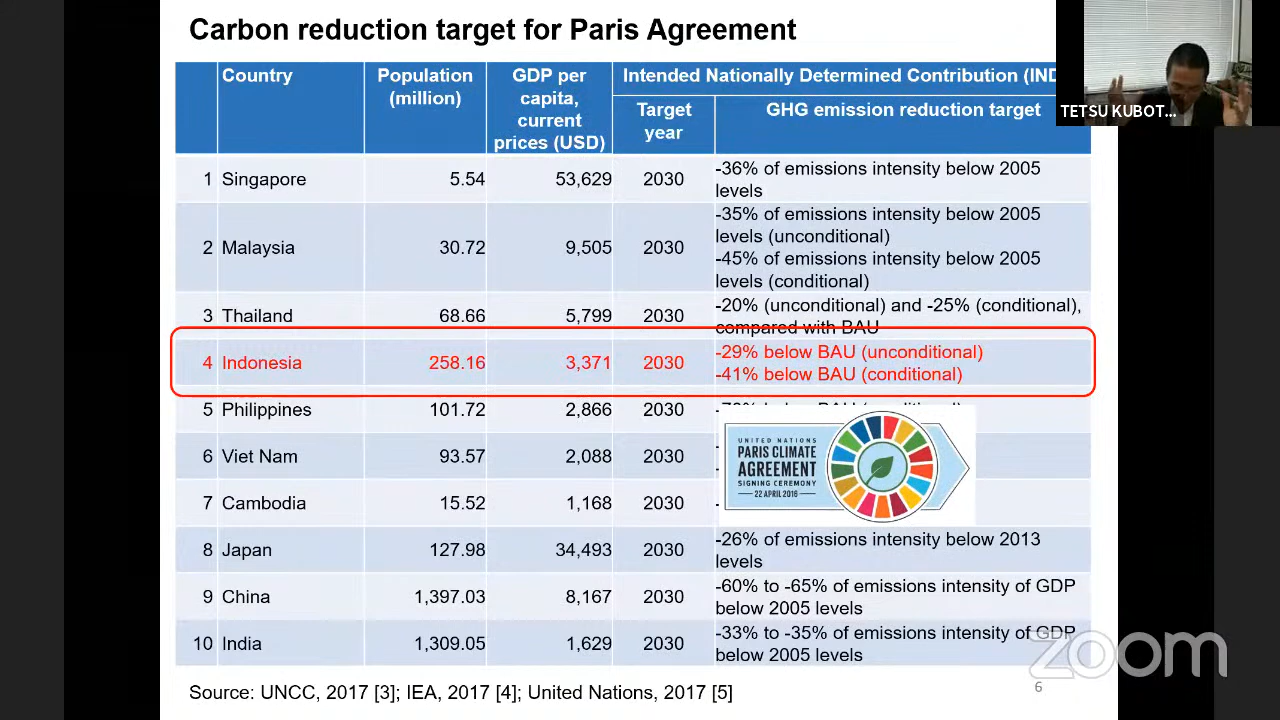 Carbon reduction target for Paris Agreement
Country
Population (million)
GDP per capita, current prices (USD)
Intended Nationally Determined Contribution (IND
Target year
GHG emission reduction target
TETSU KUBOT...
1 Singapore 5.54 53,629 2030 -36% of emissions intensity below 2005 levels
2 Malaysia 30.72 9,505 2030 -35% of emissions intensity below 2005 levels (unconditional)
-45% of emissions intensity below 2005 levels (conditional)
3 Thailand 68.66 5,799 2030 -20% (unconditional) and -25% (conditional), compared with BAU
4 Indonesia 258.16 3,371 2030 -29% below BAU (unconditional)
-41% below BAU (conditional)
5 Philippines 101.72 2,866 2030
6 Viet Nam 93.57 2,088 2030
7 Cambodia 15.52 1,168 2030
UNITED NATIONS
PARIS CLIMATE
AGREEMENT
SIGNING CEREMONY
22 APRIL 2016
8 Japan 127.98 34,493 2030 -26% of emissions intensity below 2013 levels
9 China 1,397.03 8,167 2030 -60% to -65% of emissions intensity of GDP below 2005 levels
10 India 1,309.05 1,629 2030 -33% to -35% of emissions intensity of GDP below 2005 levels
zoom
Source: UNCC, 2017 [3]; IEA, 2017 [4]; United Nations, 2017 [5]
6